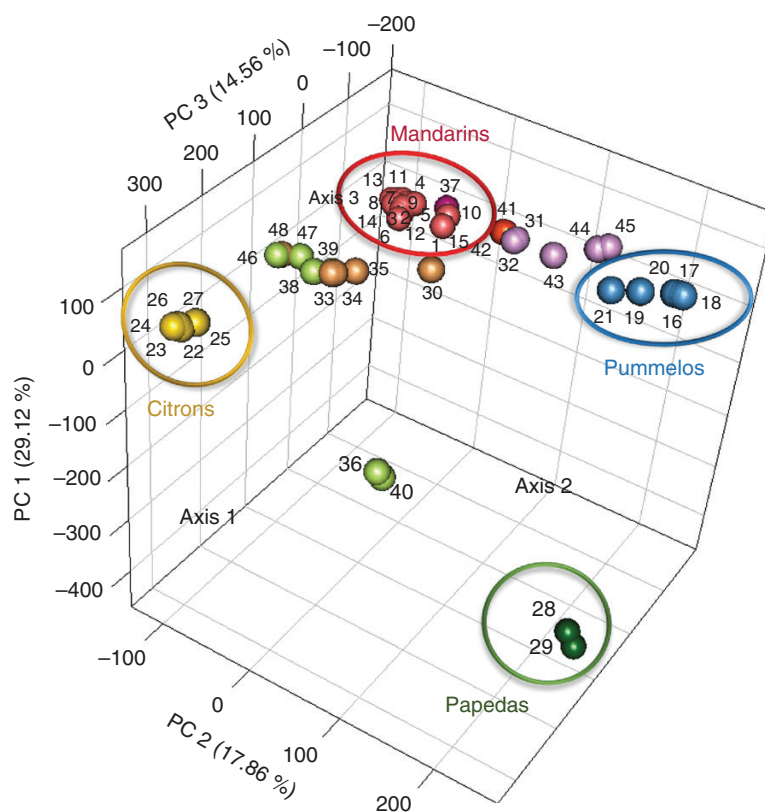 –200
–100
0
100
200
300
PC 3 (14.56 %)
Mandarins
13 11 4 37
Axis 3
8 7 9
14 3 2 5 10
6 12 1 15
41 31 44 45
42 32 43
48 47
46 39 35
38 33 34 30
20 17
21 19 16 18
Pummelos
26 27
24 25
23 22
Citrons
100
0
–100
–200
–300
–400
PC 1 (29.12 %)
36
40
Axis 2
Axis 1
28
29
Papedas
–100
0
100
200
PC 2 (17.86 %)